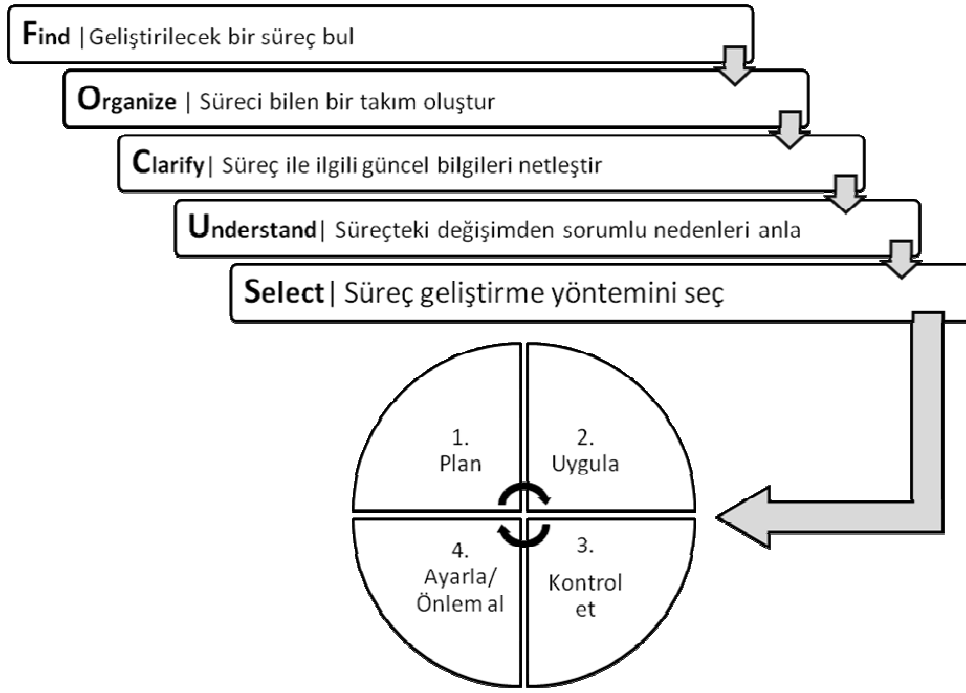 Find | Geliştirilecek bir süreç bul
Organize | Süreci bilen bir takım oluştur
Clarify| Süreç ile ilgili güncel bilgileri netleştir
Understand| Süreçteki değişimden sorumlu nedenleri anla
Select| Süreç geliştirme yöntemini seç
1.
Plan
2.
Uygula
3.
Kontrol
et
4.
Ayarla/
Önlem al